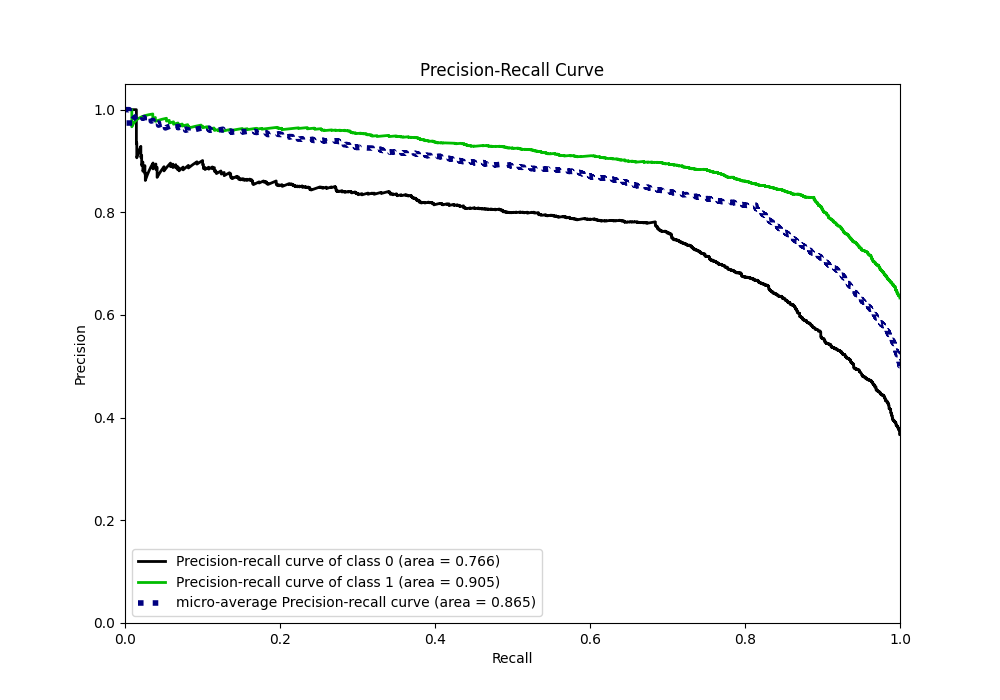 Precision-Recall Curve
1.0
0.8
0.6
0.4
0.2
0.0
Precision
Precision-recall curve of class 0 (area = 0.766)
Precision-recall curve of class 1 (area = 0.905)
micro-average Precision-recall curve (area = 0.865)
0.0 0.2 0.4 0.6 0.8 1.0
Recall